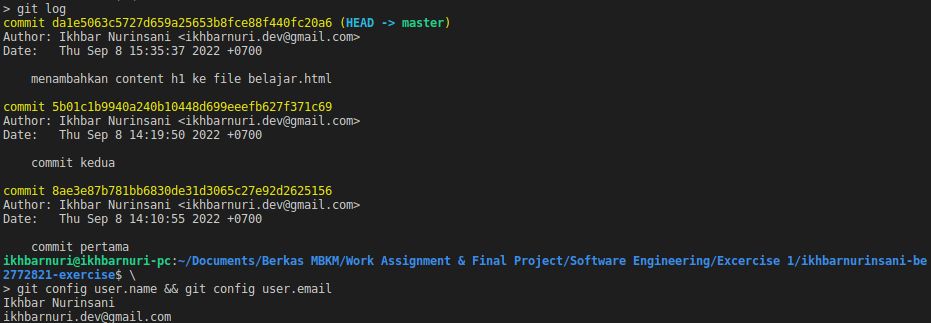 > git log
commit da1e5063c5727d659a25653b8fce88f440fc20a6 (HEAD -> master)
Author: Ikhbar Nurinsani <ikhbarnuri.dev@gmail.com>
Date:   Thu Sep 8 15:35:37 2022 +0700
    menambahkan content h1 ke file belajar.html
commit 5b01c1b9940a240b10448d699eeefb627f371c69
Author: Ikhbar Nurinsani <ikhbarnuri.dev@gmail.com>
Date:   Thu Sep 8 14:19:50 2022 +0700
    commit kedua
commit 8ae3e87b781bb6830de31d3065c27e92d2625156
Author: Ikhbar Nurinsani <ikhbarnuri.dev@gmail.com>
Date:   Thu Sep 8 14:10:55 2022 +0700
    commit pertama
ikhbarnuri@ikhbarnuri-pc:~/Documents/Berkas MBKM/Work Assignment & Final Project/Software Engineering/Excercise 1/ikhbarnurinsani-be
2772821-exercise$ \
> git config user.name && git config user.email
Ikhbar Nurinsani
ikhbarnuri.dev@gmail.com